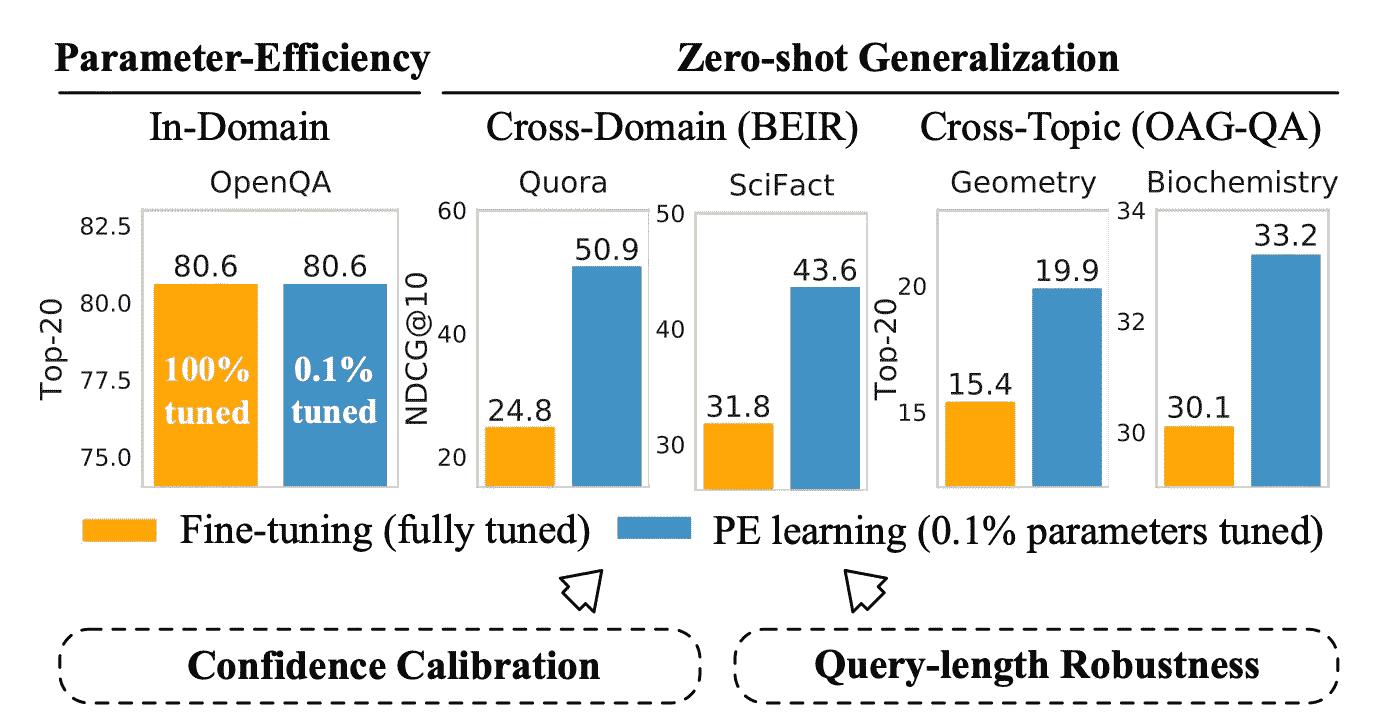 Parameter-Efficiency
Zero-shot Generalization
In-Domain
Cross-Domain (BEIR)
Cross-Topic (OAG-QA)
OpenQA
Top-20
82.5
80.0
77.5
75.0
80.6
80.6
100%
tuned
0.1%
tuned
Quora
NDCG@10
60
40
20
24.8
50.9
SciFact
50
40
30
31.8
43.6
Geometry
Top-20
20
15
15.4
19.9
Biochemistry
34
32
30
30.1
33.2
Fine-tuning (fully tuned)
PE learning (0.1% parameters tuned)
Confidence Calibration
Query-length Robustness